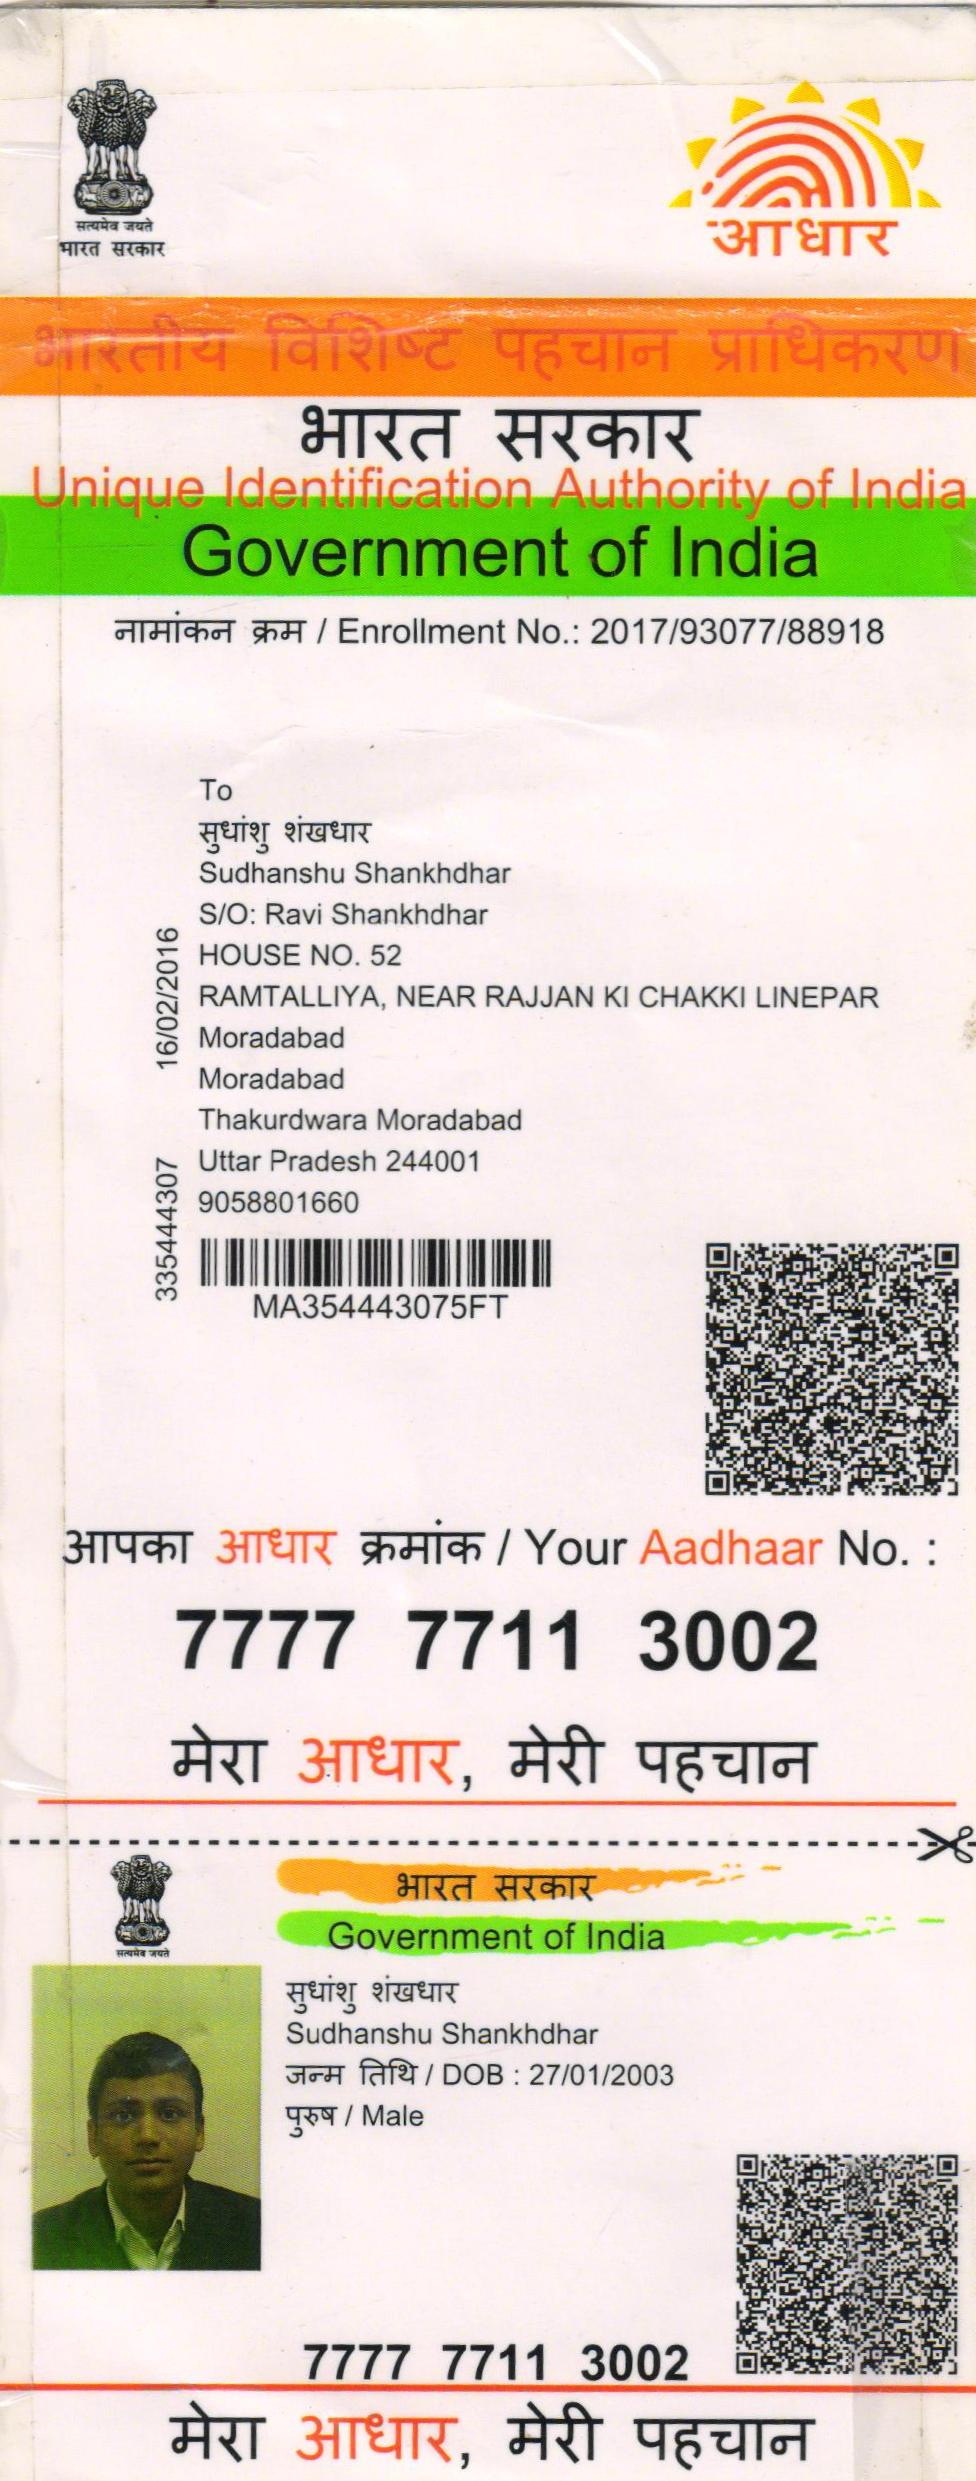 सत्यमेव जयते
भारत सरकार
आधार
भारतीय विशिष्ट पहचान प्राधिकरण
भारत सरकार
Unique Identification Authority of India
Government of India
नामांकन क्रम / Enrollment No.: 2017/93077/88918
To
सुधांशु शंखधार
Sudhanshu Shankhdhar
S/O: Ravi Shankhdhar
HOUSE NO. 52
RAMTALLIYA, NEAR RAJJAN KI CHAKKI LINEPAR
Moradabad
Moradabad
Thakurdwara Moradabad
Uttar Pradesh 244001
9058801660
335444307
16/02/2016
MA354443075FT
आपका आधार क्रमांक / Your Aadhaar No. :
7777 7711 3002
मेरा आधार, मेरी पहचान
सत्यमेव जयते
भारत सरकार
Government of India
सुधांशु शंखधार
Sudhanshu Shankhdhar
जन्म तिथि / DOB : 27/01/2003
पुरुष / Male
7777 7711 3002
मेरा आधार, मेरी पहचान